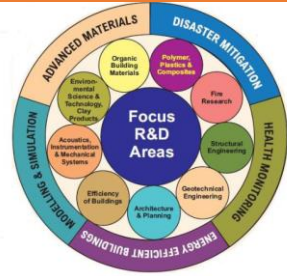 ADVANCED MATERIALS
DISASTER MITIGATION
HEALTH MONITORING
ENERGY EFFICIENT BUILDINGS
MODELLING & SIMULATION
Focus
R&D
Areas
Organic
Building
Materials
Polymer,
Plastics &
Composites
Fire
Research
Structural
Engineering
Geotechnical
Engineering
Architecture
& Planning
Efficiency
of Buildings
Acoustics,
Instrumentation
& Mechanical
Systems
Environ-
mental
Science &
Technology,
Clay
Products